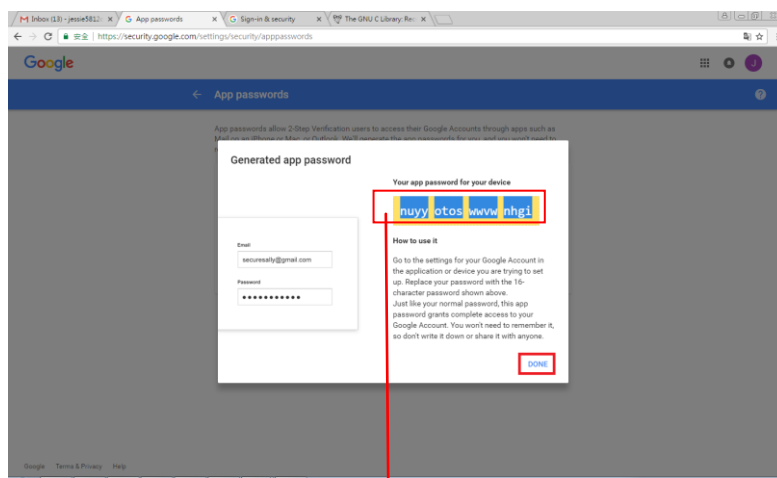 Inbox (13) - jessie5812
App passwords
Sign-in & security
The GNU C Library: Re
安全 | https://security.google.com/settings/security/apppasswords
Google
J
App passwords
App passwords allow 2-Step Verification users to access their Google Accounts through apps such as
Mail on an iPhone or Mac, or Outlook. We'll generate the app passwords for you, and you won't need to
Generated app password
Your app password for your device
nuyy otos wwvw nhgi
How to use it
Email
securesally@gmail.com
Password
Go to the settings for your Google Account in
the application or device you are trying to set
up. Replace your password with the 16-
character password shown above.
Just like your normal password, this app
password grants complete access to your
Google Account. You won't need to remember it,
so don't write it down or share it with anyone.
DONE
Google Terms & Privacy Help